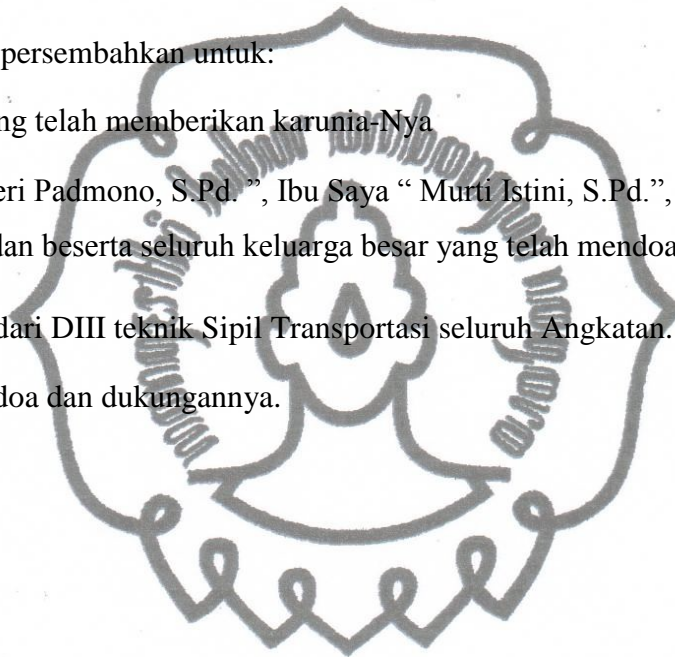 persembahkan untuk:
ng telah memberikan karunia-Nya
eri Padmono, S.Pd. ”, Ibu Saya “ Murti Istini, S.Pd.”,
dan beserta seluruh keluarga besar yang telah mendoa
dari DIII teknik Sipil Transportasi seluruh Angkatan.
doa dan dukungannya.